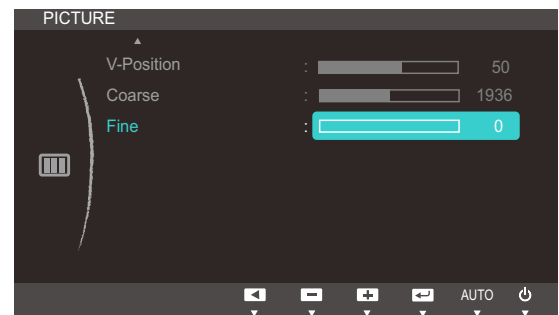 PICTURE
V-Position : 50
Coarse : 1936
Fine : 0
AUTO